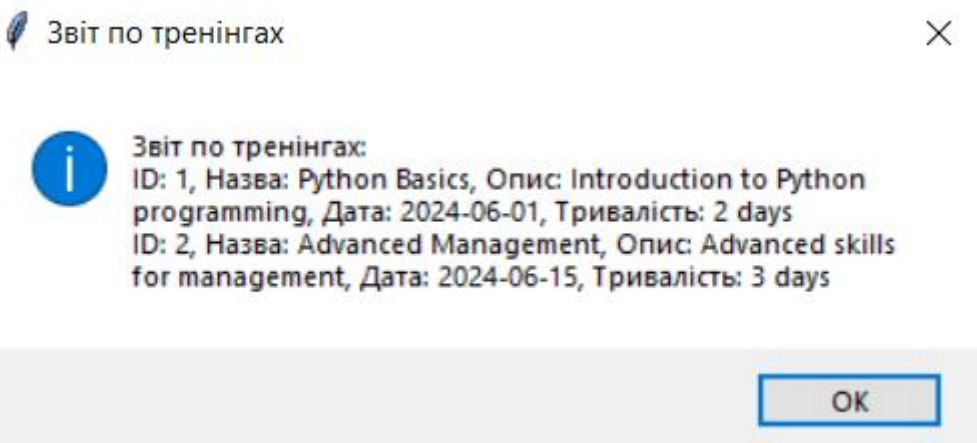 Звіт по тренінгах
Звіт по тренінгах:
ID: 1, Назва: Python Basics, Опис: Introduction to Python
programming, Дата: 2024-06-01, Тривалість: 2 days
ID: 2, Назва: Advanced Management, Опис: Advanced skills
for management, Дата: 2024-06-15, Тривалість: 3 days
OK